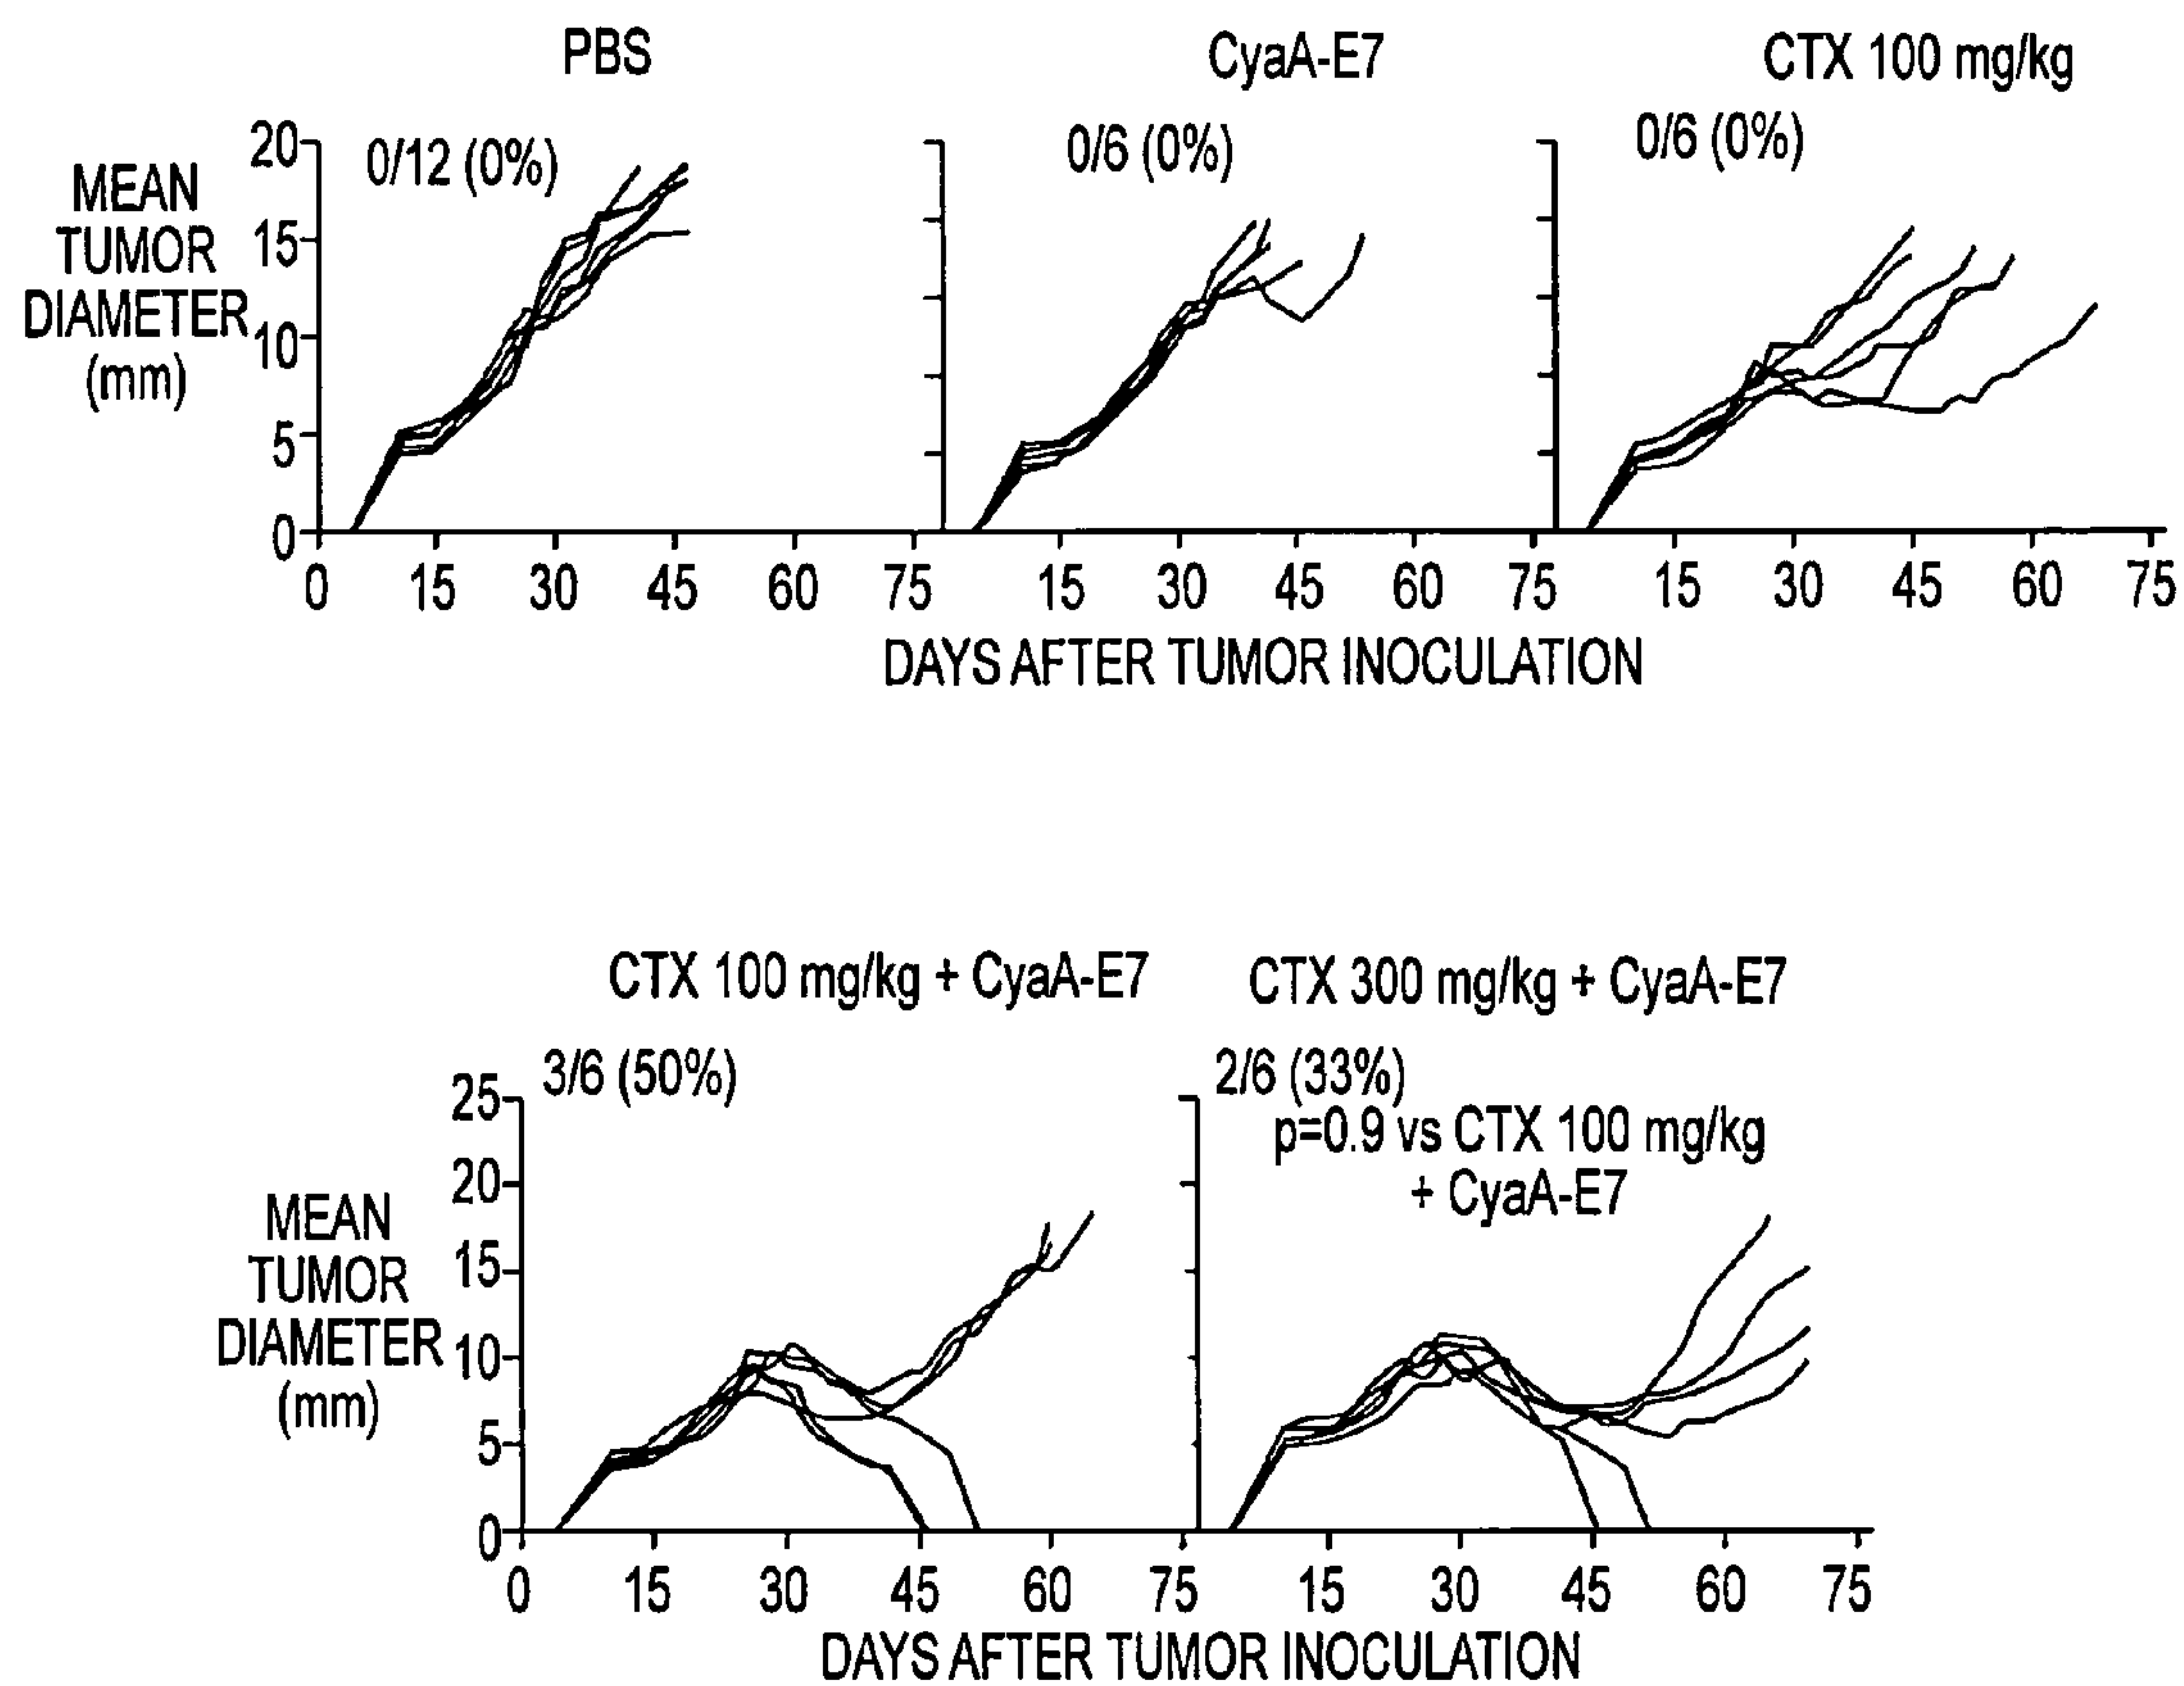 PBS
CyaA-E7
CTX 100 mg/kg
MEAN
TUMOR
DIAMETER
(mm)
20
15
10
5
0
0/12 (0%)
0/6 (0%)
0/6 (0%)
0 15 30 45 60 75 15 30 45 60 75 15 30 45 60 75
DAYS AFTER TUMOR INOCULATION
CTX 100 mg/kg + CyaA-E7
CTX 300 mg/kg + CyaA-E7
3/6 (50%)
2/6 (33%)
p=0.9 vs CTX 100 mg/kg
+ CyaA-E7
MEAN
TUMOR
DIAMETER
(mm)
25
20
15
10
5
0
0 15 30 45 60 75 15 30 45 60 75
DAYS AFTER TUMOR INOCULATION